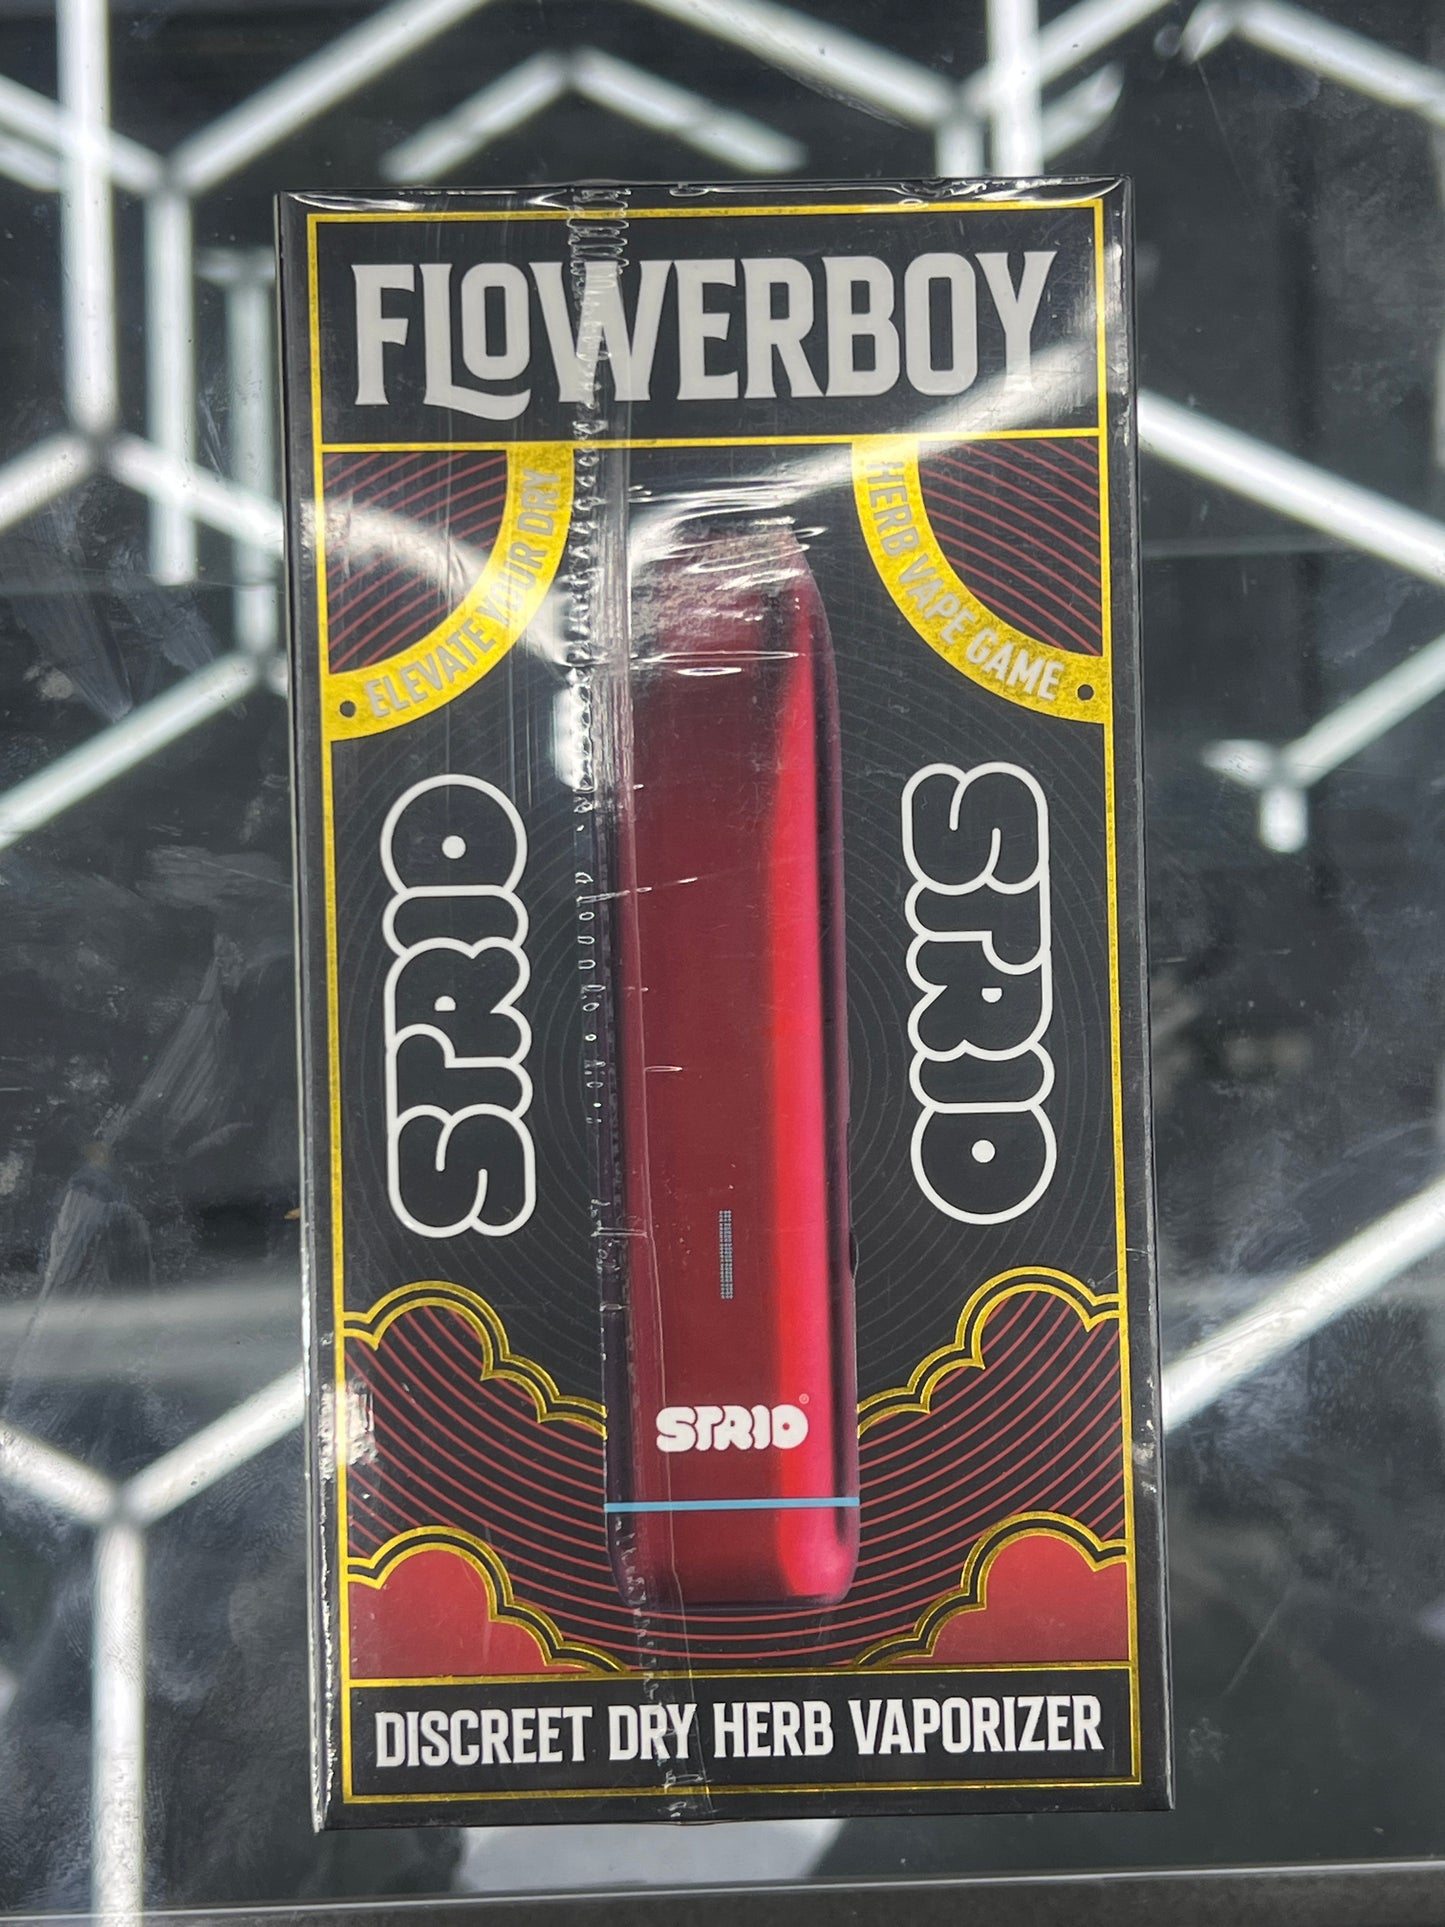 FLOWERBOY
ELEVATE YOUR DRY
HERB VAPE GAME
STRIO
STRIO
STRIO®
DISCREET DRY HERB VAPORIZER